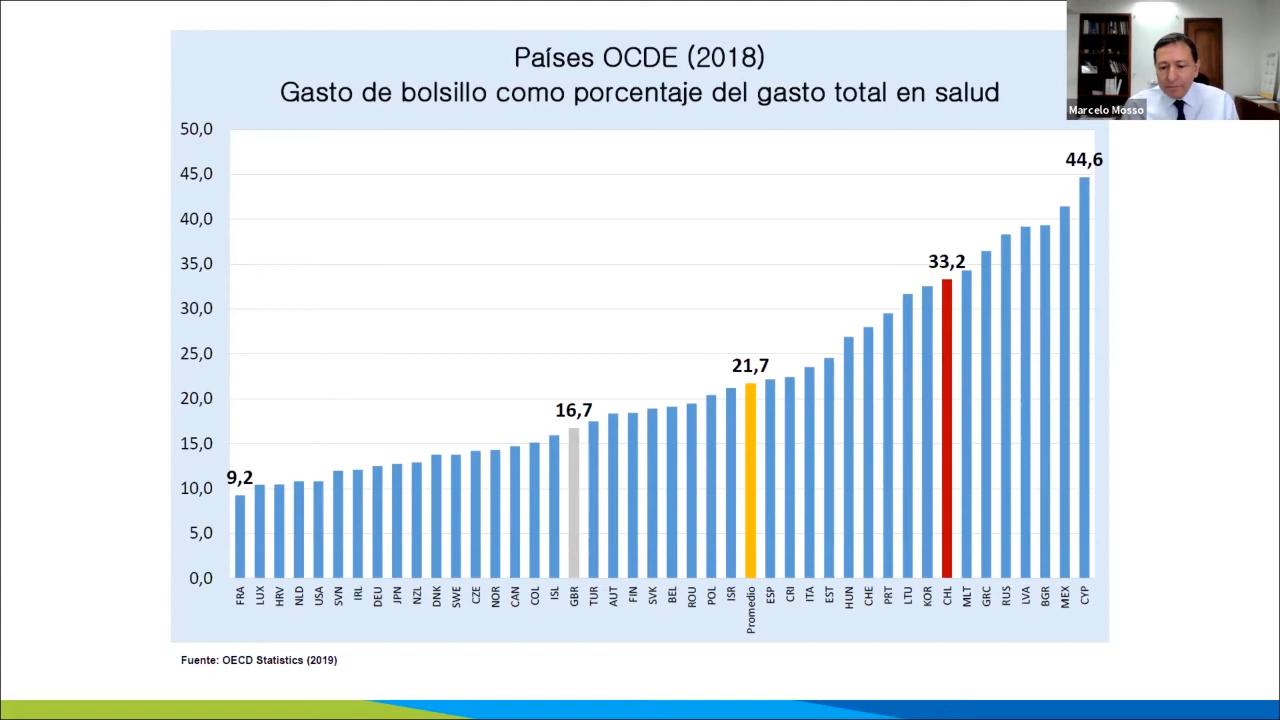 Países OCDE (2018)
Gasto de bolsillo como porcentaje del gasto total en salud
Marcelo Mosso
50,0
45,0
40,0
35,0
30,0
25,0
20,0
15,0
10,0
5,0
0,0
9,2
16,7
21,7
33,2
44,6
FRA
LUX
HRV
NLD
USA
SVN
IRL
DEU
JPN
NZL
DNK
SWE
CZE
NOR
CAN
COL
ISL
GBR
TUR
AUT
FIN
SVK
BEL
ROU
POL
ISR
Promedio
ESP
CRI
ITA
EST
HUN
CHE
PRT
LTU
KOR
CHL
MLT
GRC
RUS
LVA
BGR
MEX
CYP
Fuente: OECD Statistics (2019)